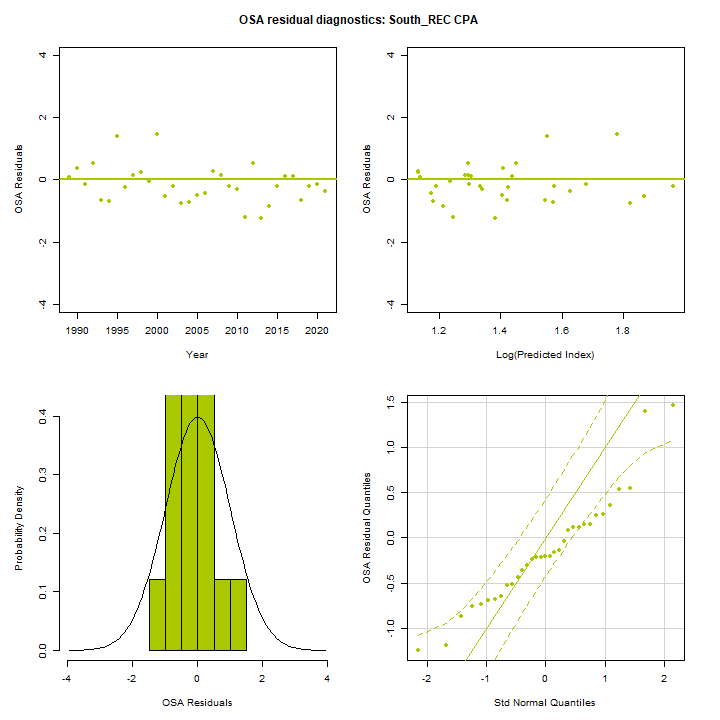 OSA residual diagnostics: South_REC CPA
OSA Residuals
4
2
0
-2
-4
1990 1995 2000 2005 2010 2015 2020
Year
OSA Residuals
4
2
0
-2
-4
1.2 1.4 1.6 1.8
Log(Predicted Index)
Probability Density
0.4
0.3
0.2
0.1
0.0
-4 -2 0 2 4
OSA Residuals
OSA Residual Quantiles
1.5
1.0
0.5
0.0
-0.5
-1.0
-2 -1 0 1 2
Std Normal Quantiles